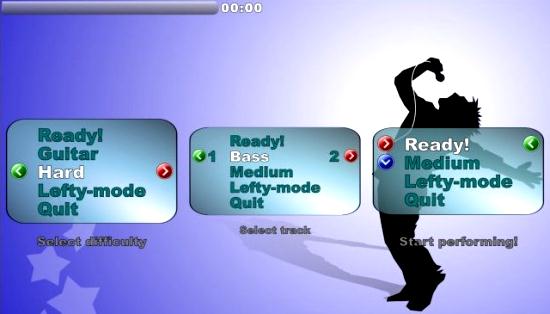 00:00
Ready!
Guitar
Hard
Lefty-mode
Quit
Select difficulty
Ready!
1 Bass 2
Medium
Lefty-mode
Quit
Select track
Ready!
Medium
Lefty-mode
Quit
Start performing!